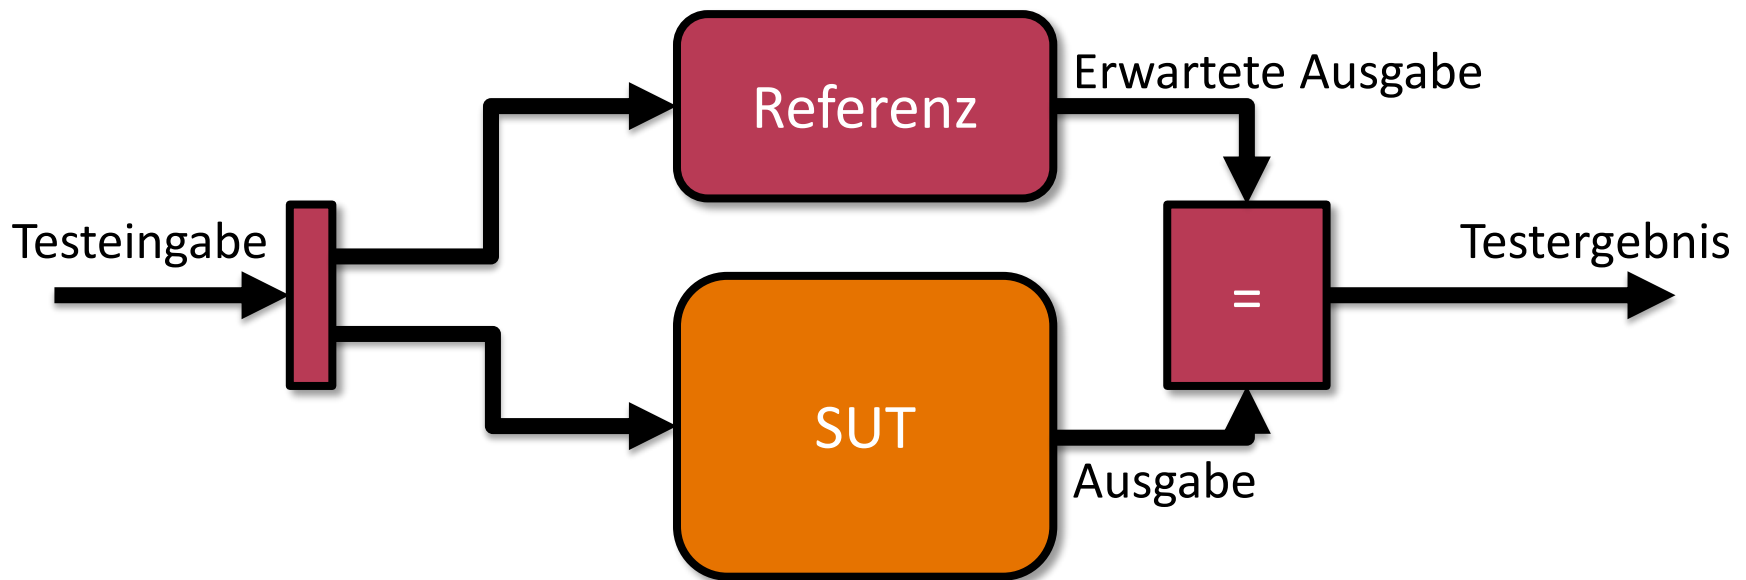 Referenz
Erwartete Ausgabe
Testeingabe
=
Testergebnis
SUT
Ausgabe